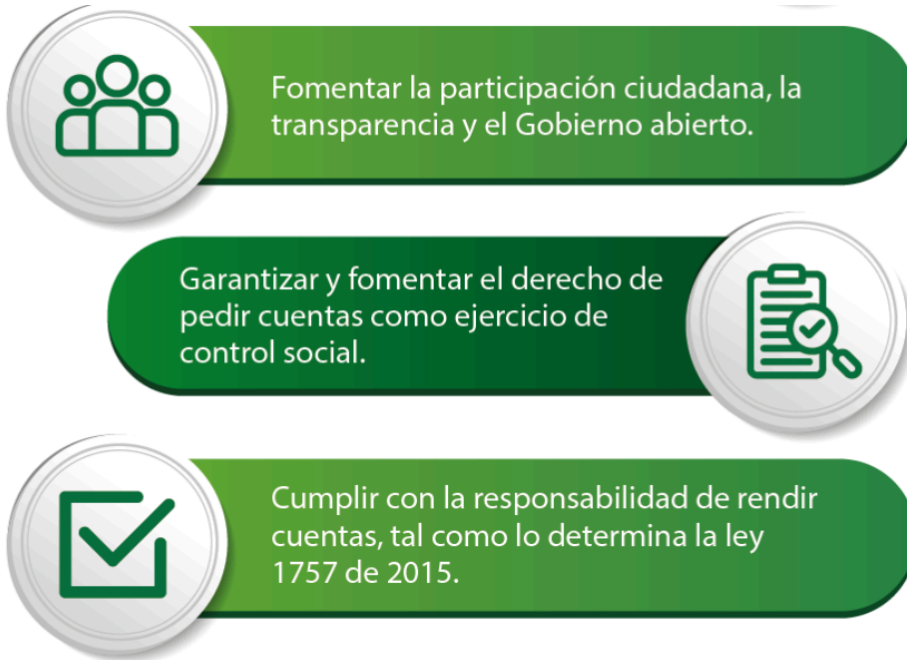 Fomentar la participación ciudadana, la
transparencia y el Gobierno abierto.
Garantizar y fomentar el derecho de
pedir cuentas como ejercicio de
control social.
Cumplir con la responsabilidad de rendir
cuentas, tal como lo determina la ley
1757 de 2015.